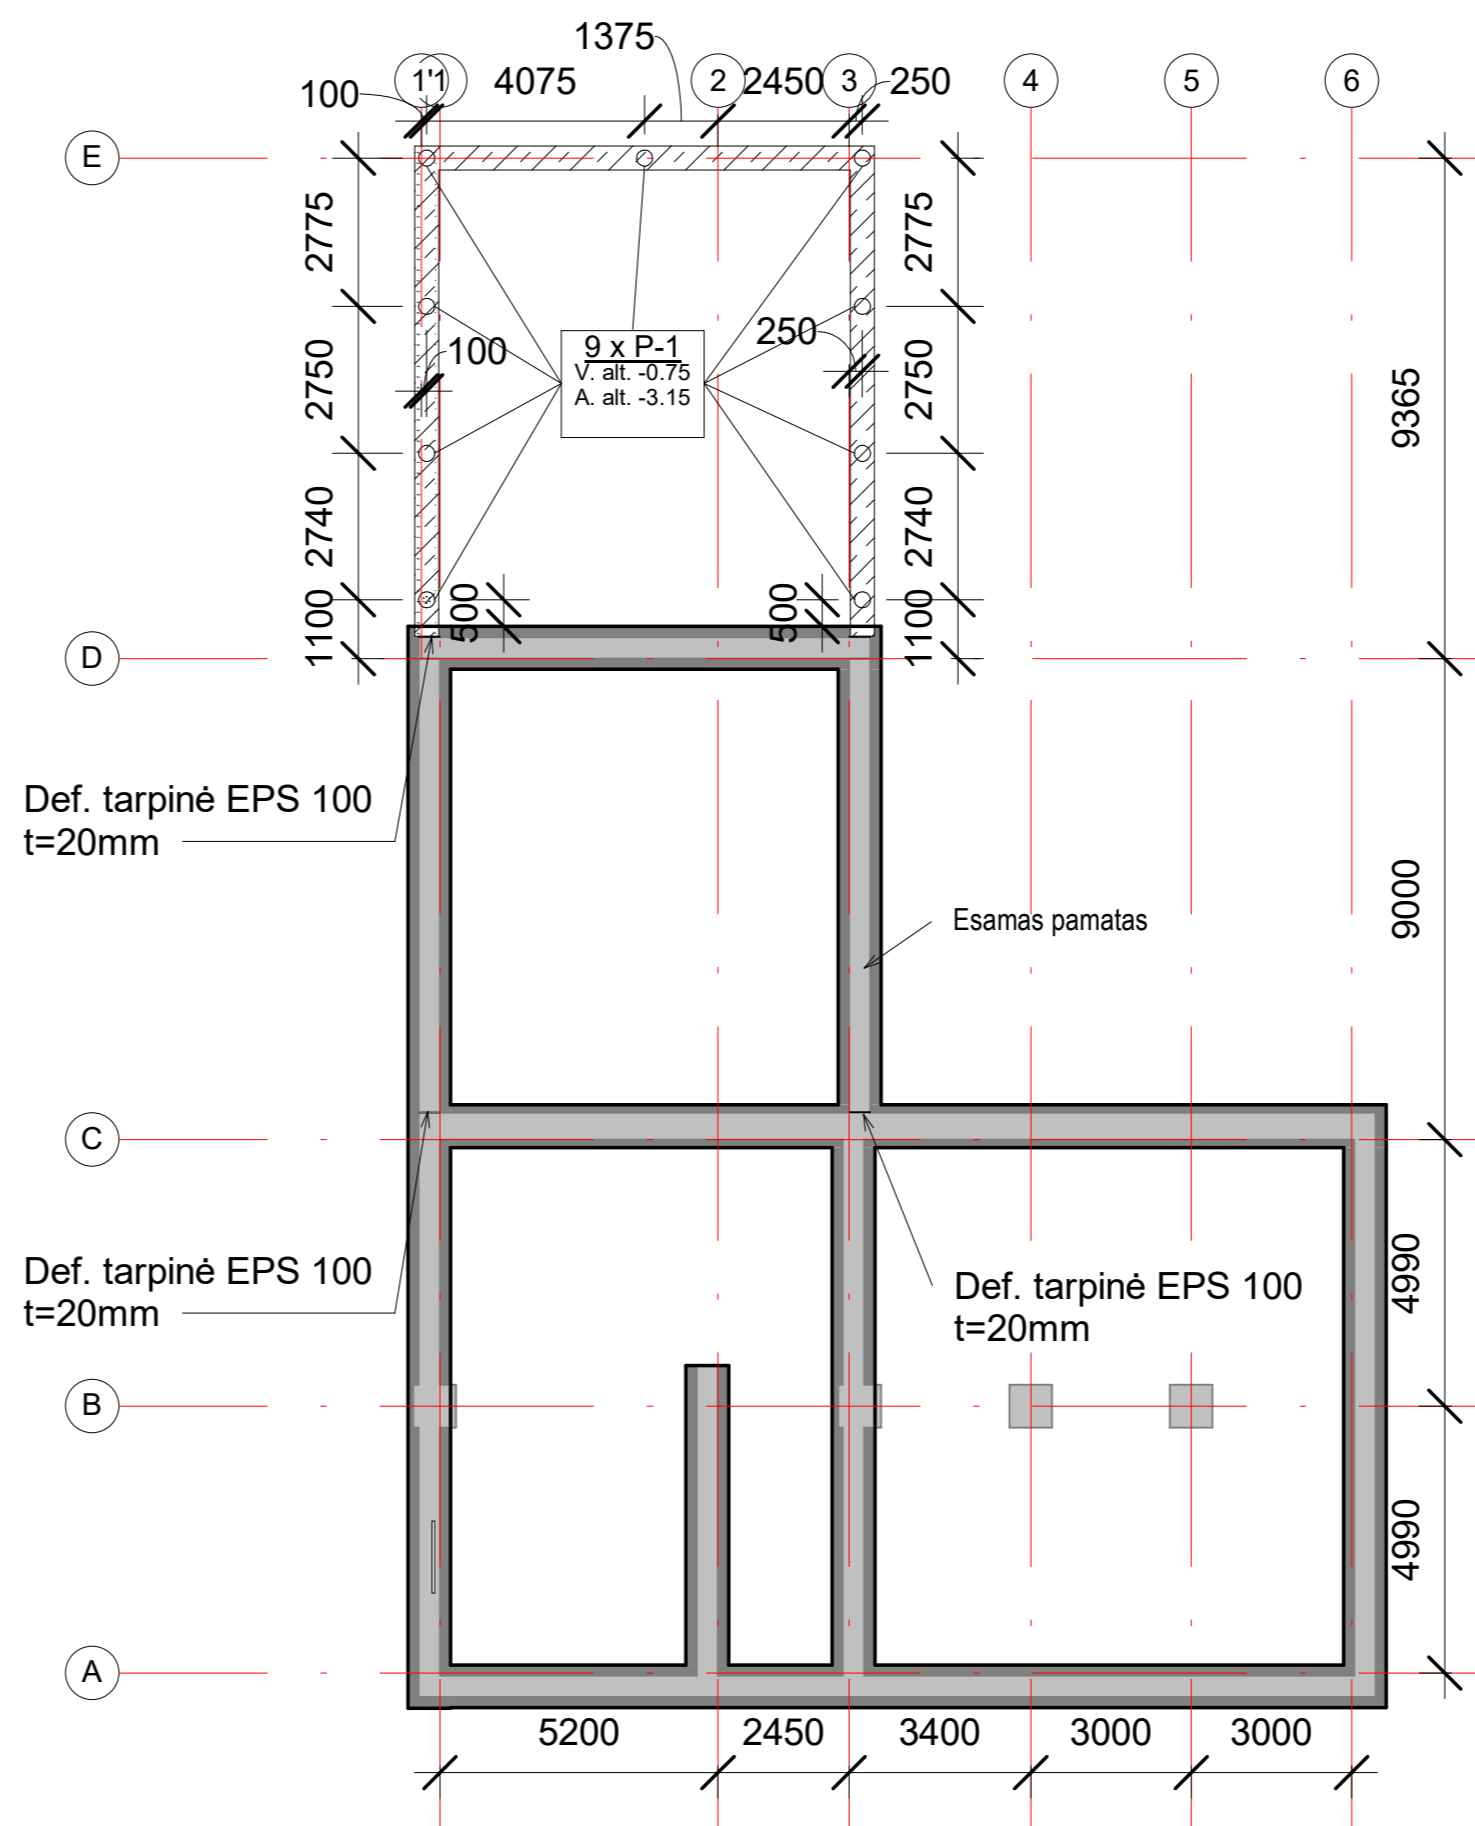 1375
1'
1
4075
2
2450
3
250
4
5
6
100
E
2775
2775
9365
250
9 x P-1
V. alt. -0.75
A. alt. -3.15
100
2750
2750
2740
2740
500
500
1100
1100
D
Def. tarpinė EPS 100
t=20mm
Esamas pamatas
9000
C
Def. tarpinė EPS 100
t=20mm
Def. tarpinė EPS 100
t=20mm
4990
B
4990
A
5200
2450
3400
3000
3000